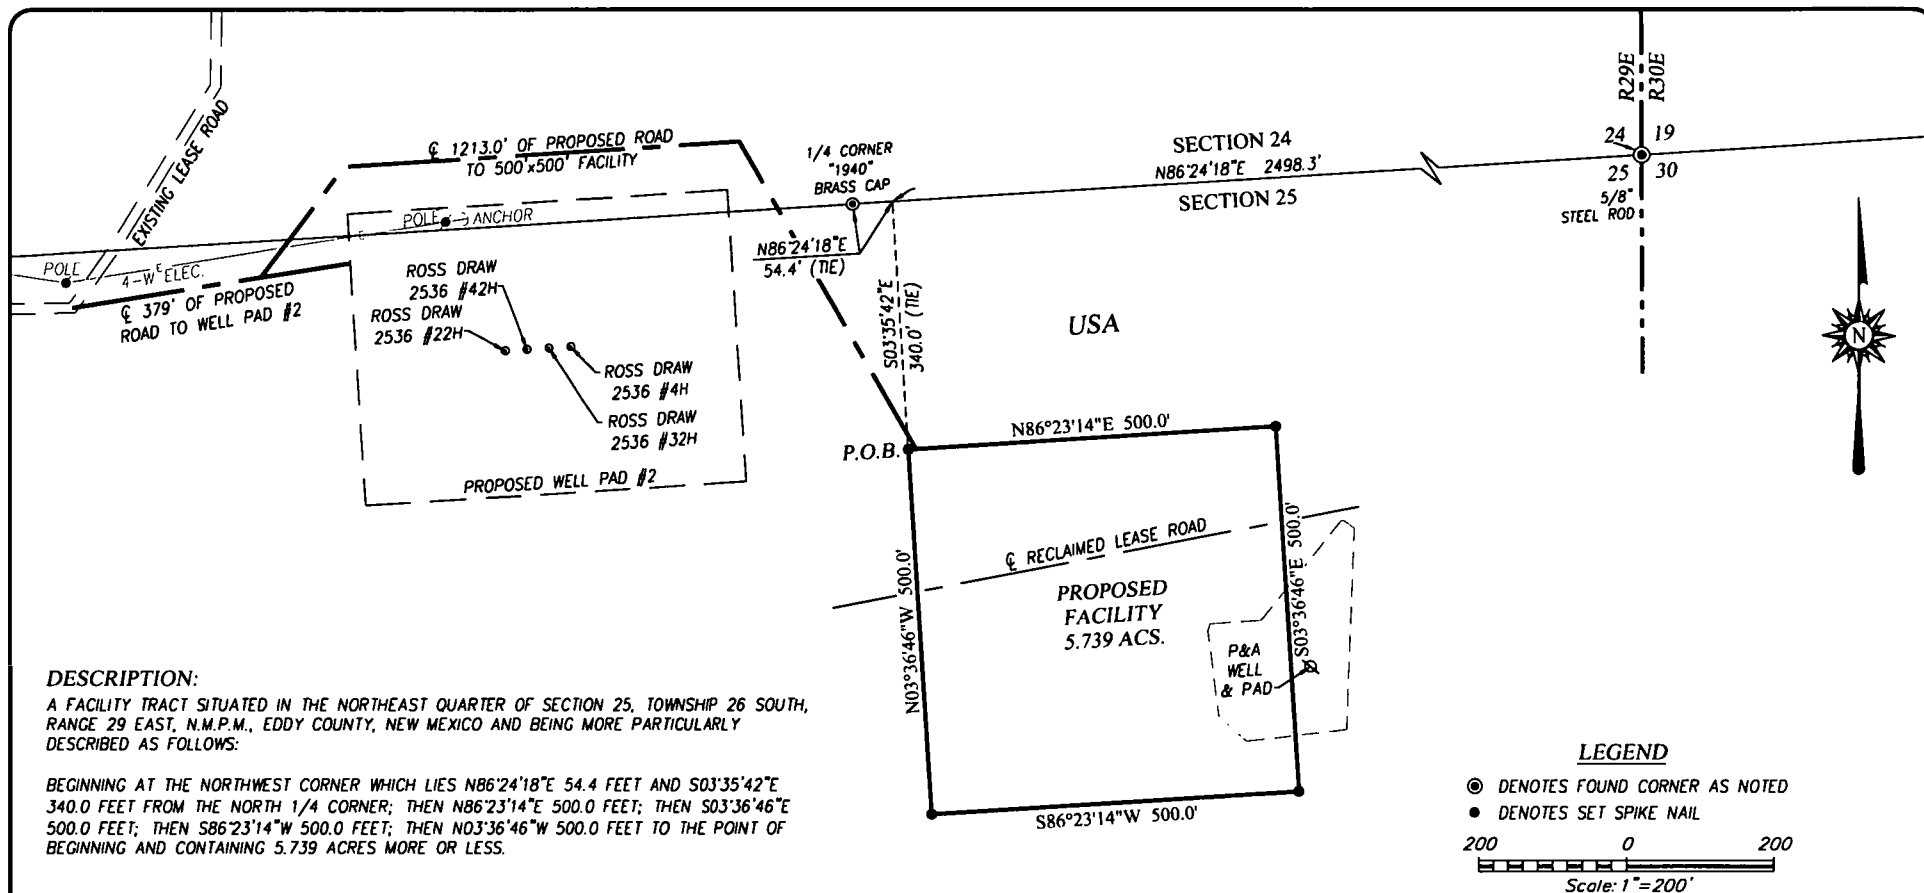 R29E
R30E
24 19
25 30
5/8"
STEEL ROD
SECTION 24
N86°24'18"E 2498.3'
SECTION 25
1/4 CORNER
"1940"
BRASS CAP
℄ 1213.0' OF PROPOSED ROAD
TO 500'x500' FACILITY
EXISTING LEASE ROAD
POLE
ANCHOR
POLE
4-W E ELEC.
E
℄ 379' OF PROPOSED
ROAD TO WELL PAD #2
ROSS DRAW
2536 #42H
ROSS DRAW
2536 #22H
ROSS DRAW
2536 #4H
ROSS DRAW
2536 #32H
PROPOSED WELL PAD #2
N86°24'18"E
54.4' (TIE)
S03°35'42"E
340.0' (TIE)
USA
N
P.O.B.
N86°23'14"E 500.0'
N03°36'46"W 500.0'
S03°36'46"E 500.0'
S86°23'14"W 500.0'
℄ RECLAIMED LEASE ROAD
PROPOSED
FACILITY
5.739 ACS.
P&A
WELL
& PAD
DESCRIPTION:
A FACILITY TRACT SITUATED IN THE NORTHEAST QUARTER OF SECTION 25, TOWNSHIP 26 SOUTH,
RANGE 29 EAST, N.M.P.M., EDDY COUNTY, NEW MEXICO AND BEING MORE PARTICULARLY
DESCRIBED AS FOLLOWS:
BEGINNING AT THE NORTHWEST CORNER WHICH LIES N86°24'18"E 54.4 FEET AND S03°35'42"E
340.0 FEET FROM THE NORTH 1/4 CORNER; THEN N86°23'14"E 500.0 FEET; THEN S03°36'46"E
500.0 FEET; THEN S86°23'14"W 500.0 FEET; THEN N03°36'46"W 500.0 FEET TO THE POINT OF
BEGINNING AND CONTAINING 5.739 ACRES MORE OR LESS.
LEGEND
DENOTES FOUND CORNER AS NOTED
DENOTES SET SPIKE NAIL
200 0 200
Scale: 1"=200'